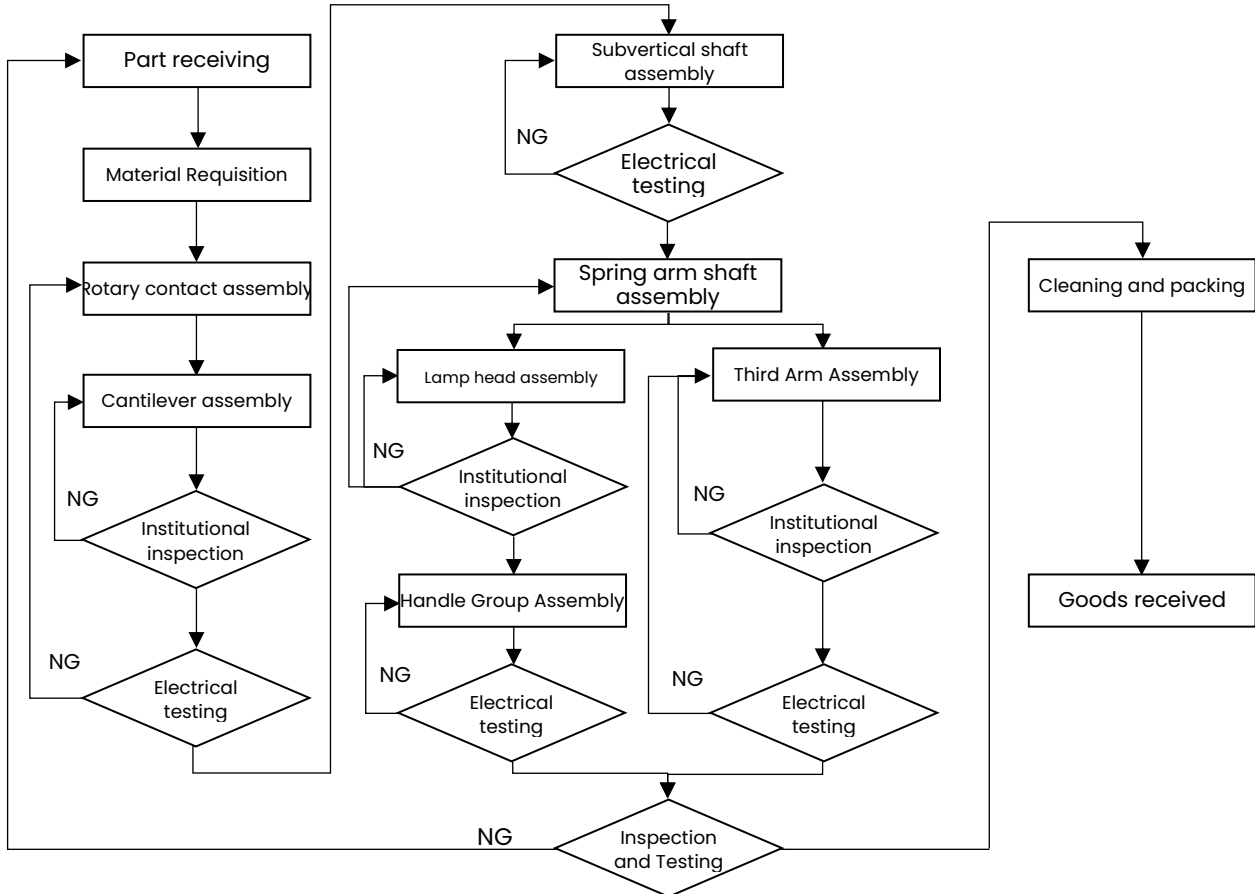 Part receiving
Material Requisition
Rotary contact assembly
Cantilever assembly
NG
Institutional
inspection
NG
Electrical
testing
Subvertical shaft
assembly
NG
Electrical
testing
Spring arm shaft
assembly
Lamp head assembly
NG
Institutional
inspection
Handle Group Assembly
NG
Electrical
testing
Third Arm Assembly
NG
Institutional
inspection
NG
Electrical
testing
NG
Inspection
and Testing
Cleaning and packing
Goods received